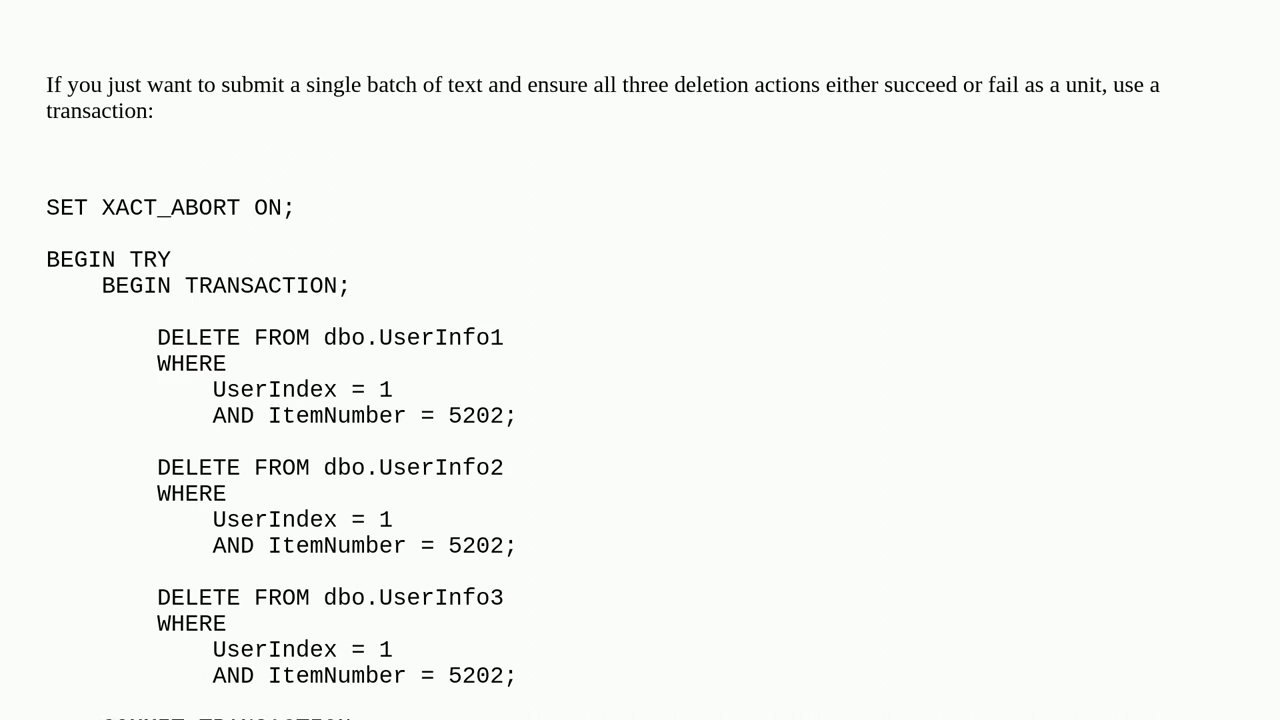 If you just want to submit a single batch of text and ensure all three deletion actions either succeed or fail as a unit, use a
transaction:
SET XACT_ABORT ON;
BEGIN TRY
    BEGIN TRANSACTION;
        DELETE FROM dbo.UserInfo1
        WHERE
            UserIndex = 1
            AND ItemNumber = 5202;
        DELETE FROM dbo.UserInfo2
        WHERE
            UserIndex = 1
            AND ItemNumber = 5202;
        DELETE FROM dbo.UserInfo3
        WHERE
            UserIndex = 1
            AND ItemNumber = 5202;